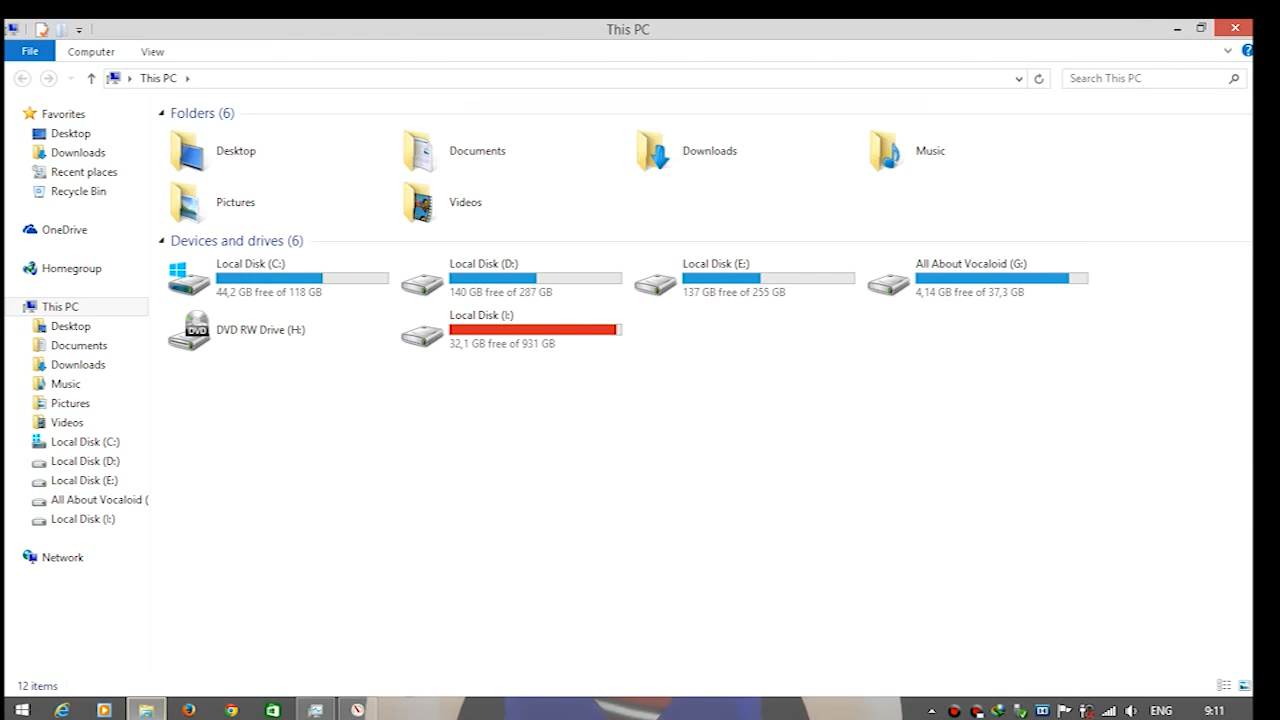 This PC
File
Computer
View
This PC
Search This PC
Favorites
Desktop
Downloads
Recent places
Recycle Bin
OneDrive
Homegroup
This PC
Desktop
Documents
Downloads
Music
Pictures
Videos
Local Disk (C:)
Local Disk (D:)
Local Disk (E:)
All About Vocaloid (
Local Disk (I:)
Network
Folders (6)
Desktop
Documents
Downloads
Music
Pictures
Videos
Devices and drives (6)
Local Disk (C:)
44,2 GB free of 118 GB
Local Disk (D:)
140 GB free of 287 GB
Local Disk (E:)
137 GB free of 255 GB
All About Vocaloid (G:)
4,14 GB free of 37,3 GB
DVD
DVD RW Drive (H:)
Local Disk (I:)
32,1 GB free of 931 GB
12 items
ENG
9:11